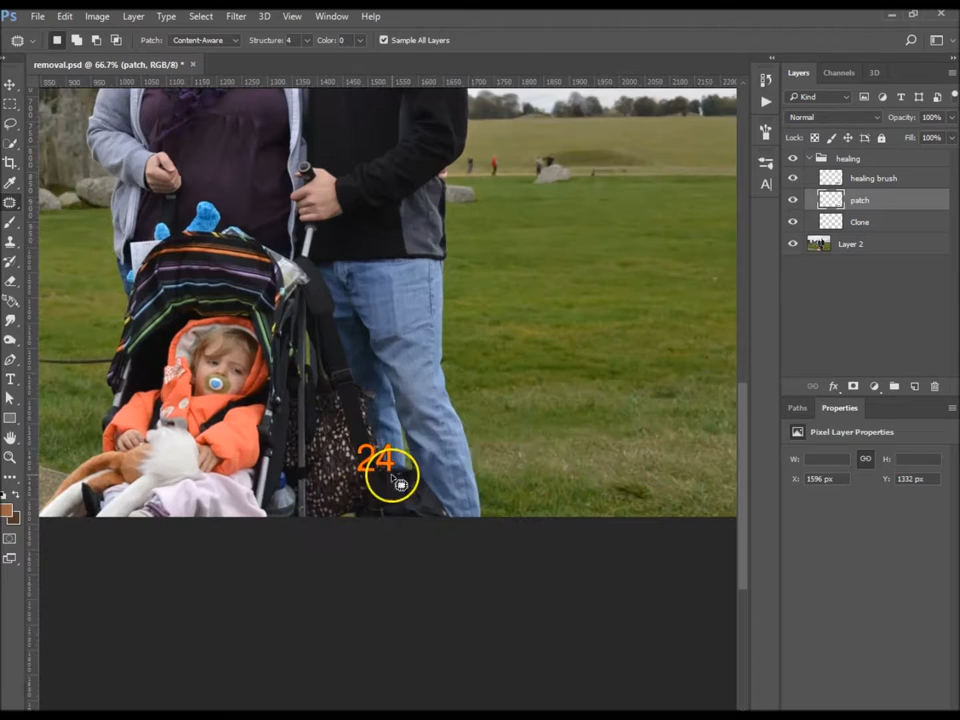 Ps File Edit Image Layer Type Select Filter 3D View Window Help
Patch: Content-Aware Structure: 4 Color: 0 Sample All Layers
removal.psd @ 66.7% (patch, RGB/8) * ×
Layers Channels 3D
Kind
Normal Opacity: 100%
Lock: Fill: 100%
healing
healing brush
patch
Clone
Layer 2
fx
Paths Properties
Pixel Layer Properties
W: H:
X: 1596 px Y: 1332 px
24